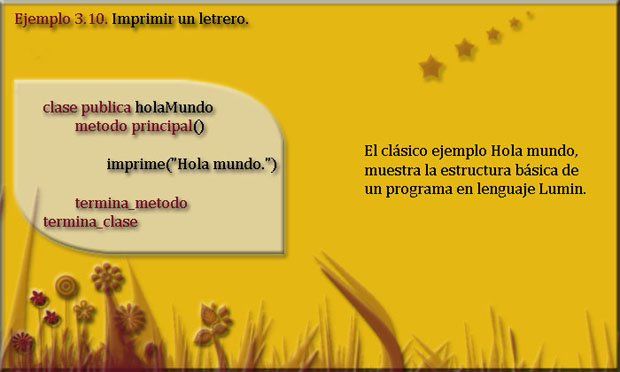 Ejemplo 3.10. Imprimir un letrero.
clase publica holaMundo
metodo principal()
imprime("Hola mundo.")
termina_metodo
termina_clase
El clásico ejemplo Hola mundo,
muestra la estructura básica de
un programa en lenguaje Lumin.